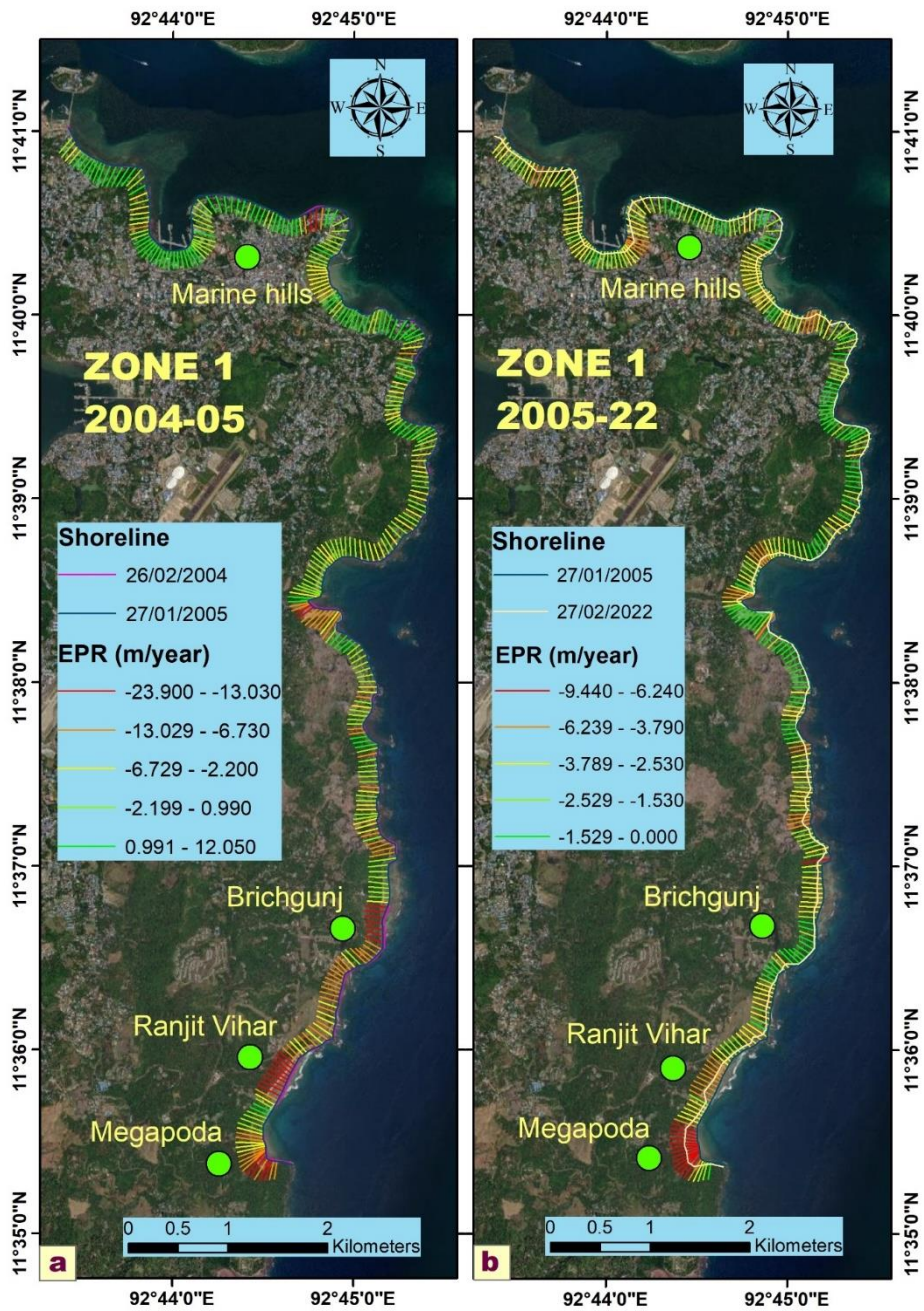 92°44'0"E 92°45'0"E 92°44'0"E 92°45'0"E
N
W E
S
N
W E
S
11°41'0"N
11°40'0"N
11°39'0"N
11°38'0"N
11°37'0"N
11°36'0"N
11°35'0"N
Marine hills
ZONE 1
2004-05
Shoreline
26/02/2004
27/01/2005
EPR (m/year)
-23.900 - -13.030
-13.029 - -6.730
-6.729 - -2.200
-2.199 - 0.990
0.991 - 12.050
Brichgunj
Ranjit Vihar
Megapoda
0 0.5 1 2
Kilometers
a
Marine hills
ZONE 1
2005-22
Shoreline
27/01/2005
27/02/2022
EPR (m/year)
-9.440 - -6.240
-6.239 - -3.790
-3.789 - -2.530
-2.529 - -1.530
-1.529 - 0.000
Brichgunj
Ranjit Vihar
Megapoda
0 0.5 1 2
Kilometers
b
11°41'0"N
11°40'0"N
11°39'0"N
11°38'0"N
11°37'0"N
11°36'0"N
11°35'0"N
92°44'0"E 92°45'0"E 92°44'0"E 92°45'0"E